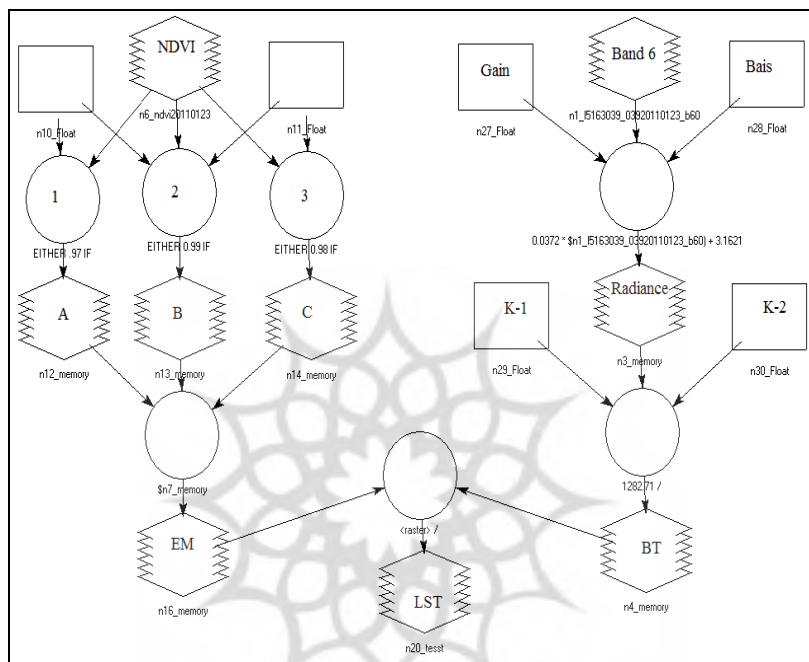 NDVI
Gain
Band 6
Bais
n6_ndvi20110123
n10_Float
n11_Float
n27_Float
n1_l5163039_03920110123_b60
n28_Float
1
2
3
EITHER .97 IF
EITHER 0.99 IF
EITHER 0.98 IF
0.0372 * $n1_l5163039_03920110123_b60) + 3.1621
A
B
C
K-1
Radiance
K-2
n12_memory
n13_memory
n14_memory
n29_Float
n3_memory
n30_Float
$n7_memory
<raster> /
1282.71 /
EM
LST
BT
n16_memory
n20_tesst
n4_memory